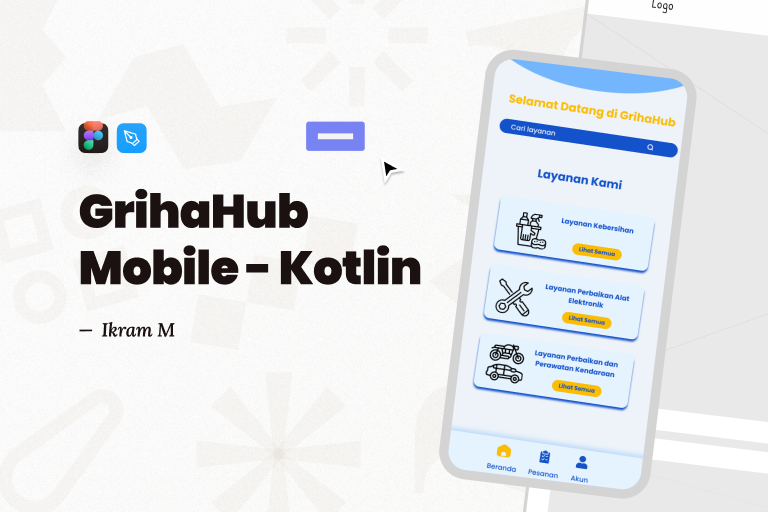 Logo
GrihaHub
Mobile - Kotlin
— Ikram M
Selamat Datang di GrihaHub
Cari layanan
Layanan Kami
Layanan Kebersihan
Lihat Semua
Layanan Perbaikan Alat
Elektronik
Lihat Semua
Layanan Perbaikan dan
Perawatan Kendaraan
Lihat Semua
Beranda
Pesanan
Akun